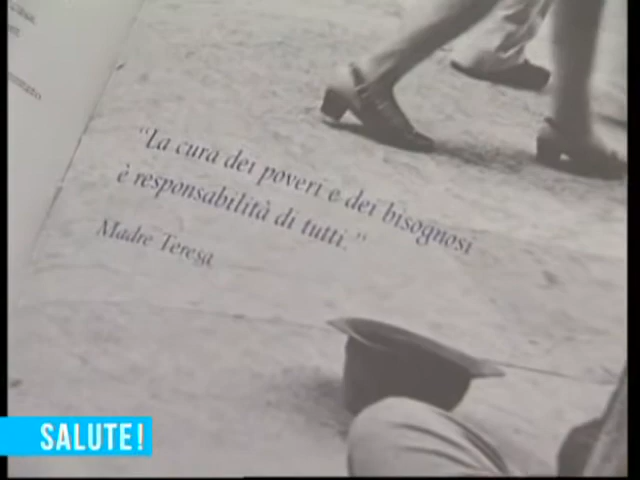 "La cura dei poveri e dei bisognosi
è responsabilità di tutti."
Madre Teresa
SALUTE!